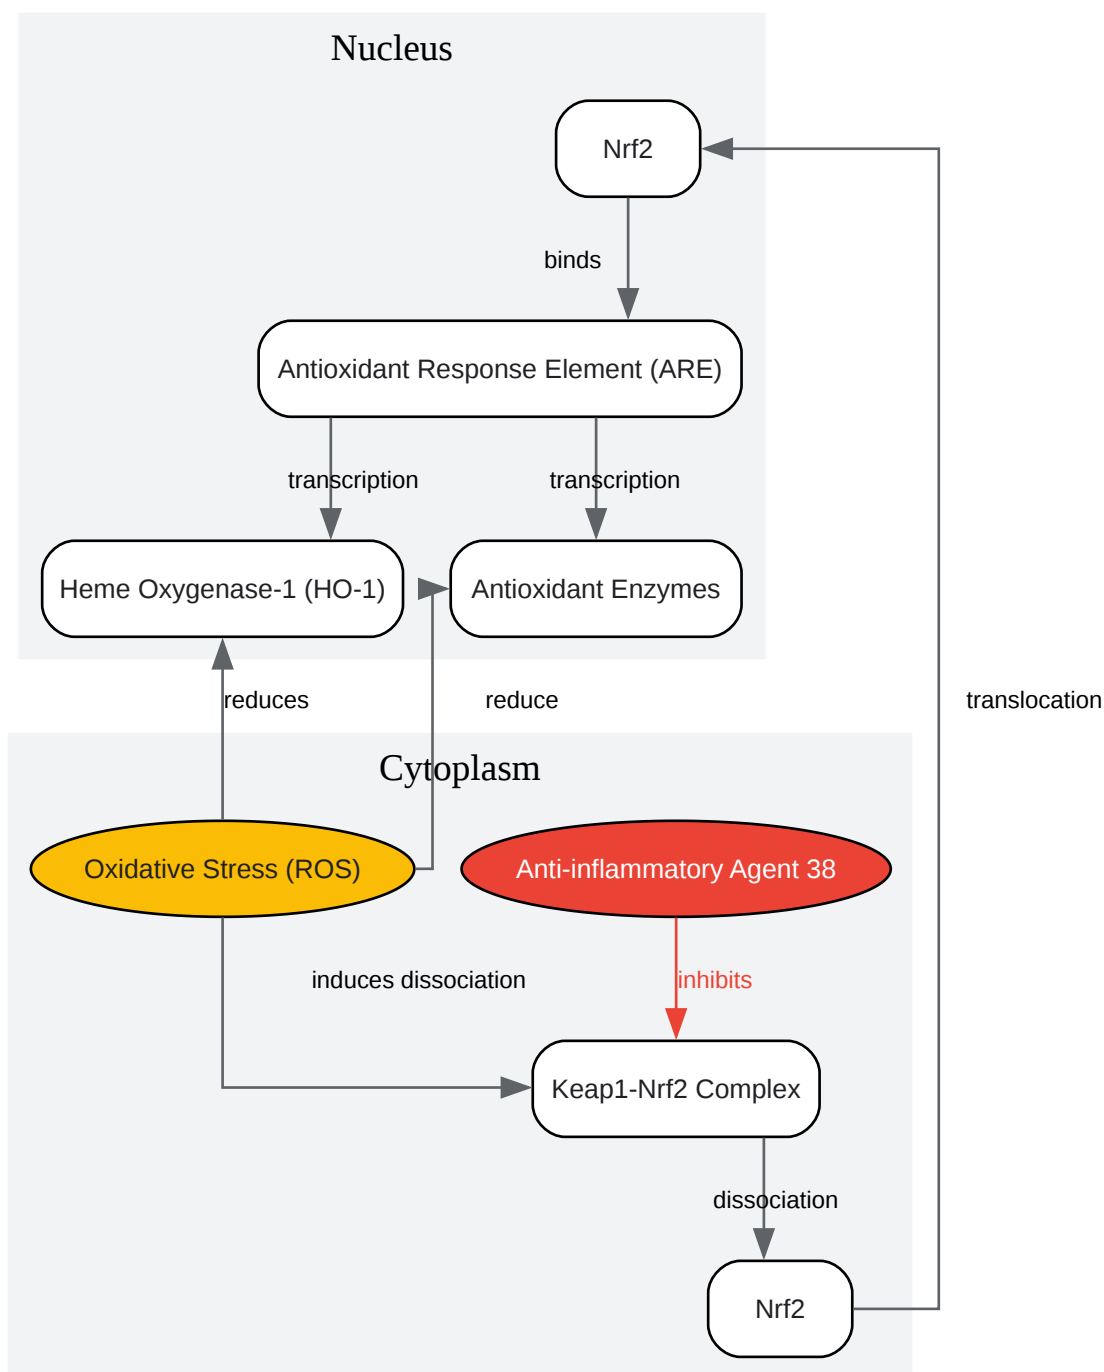 Nucleus
Nrf2
binds
Antioxidant Response Element (ARE)
transcription
transcription
Heme Oxygenase-1 (HO-1)
Antioxidant Enzymes
reduces
reduce
translocation
Cytoplasm
Oxidative Stress (ROS)
Anti-inflammatory Agent 38
induces dissociation
inhibits
Keap1-Nrf2 Complex
dissociation
Nrf2